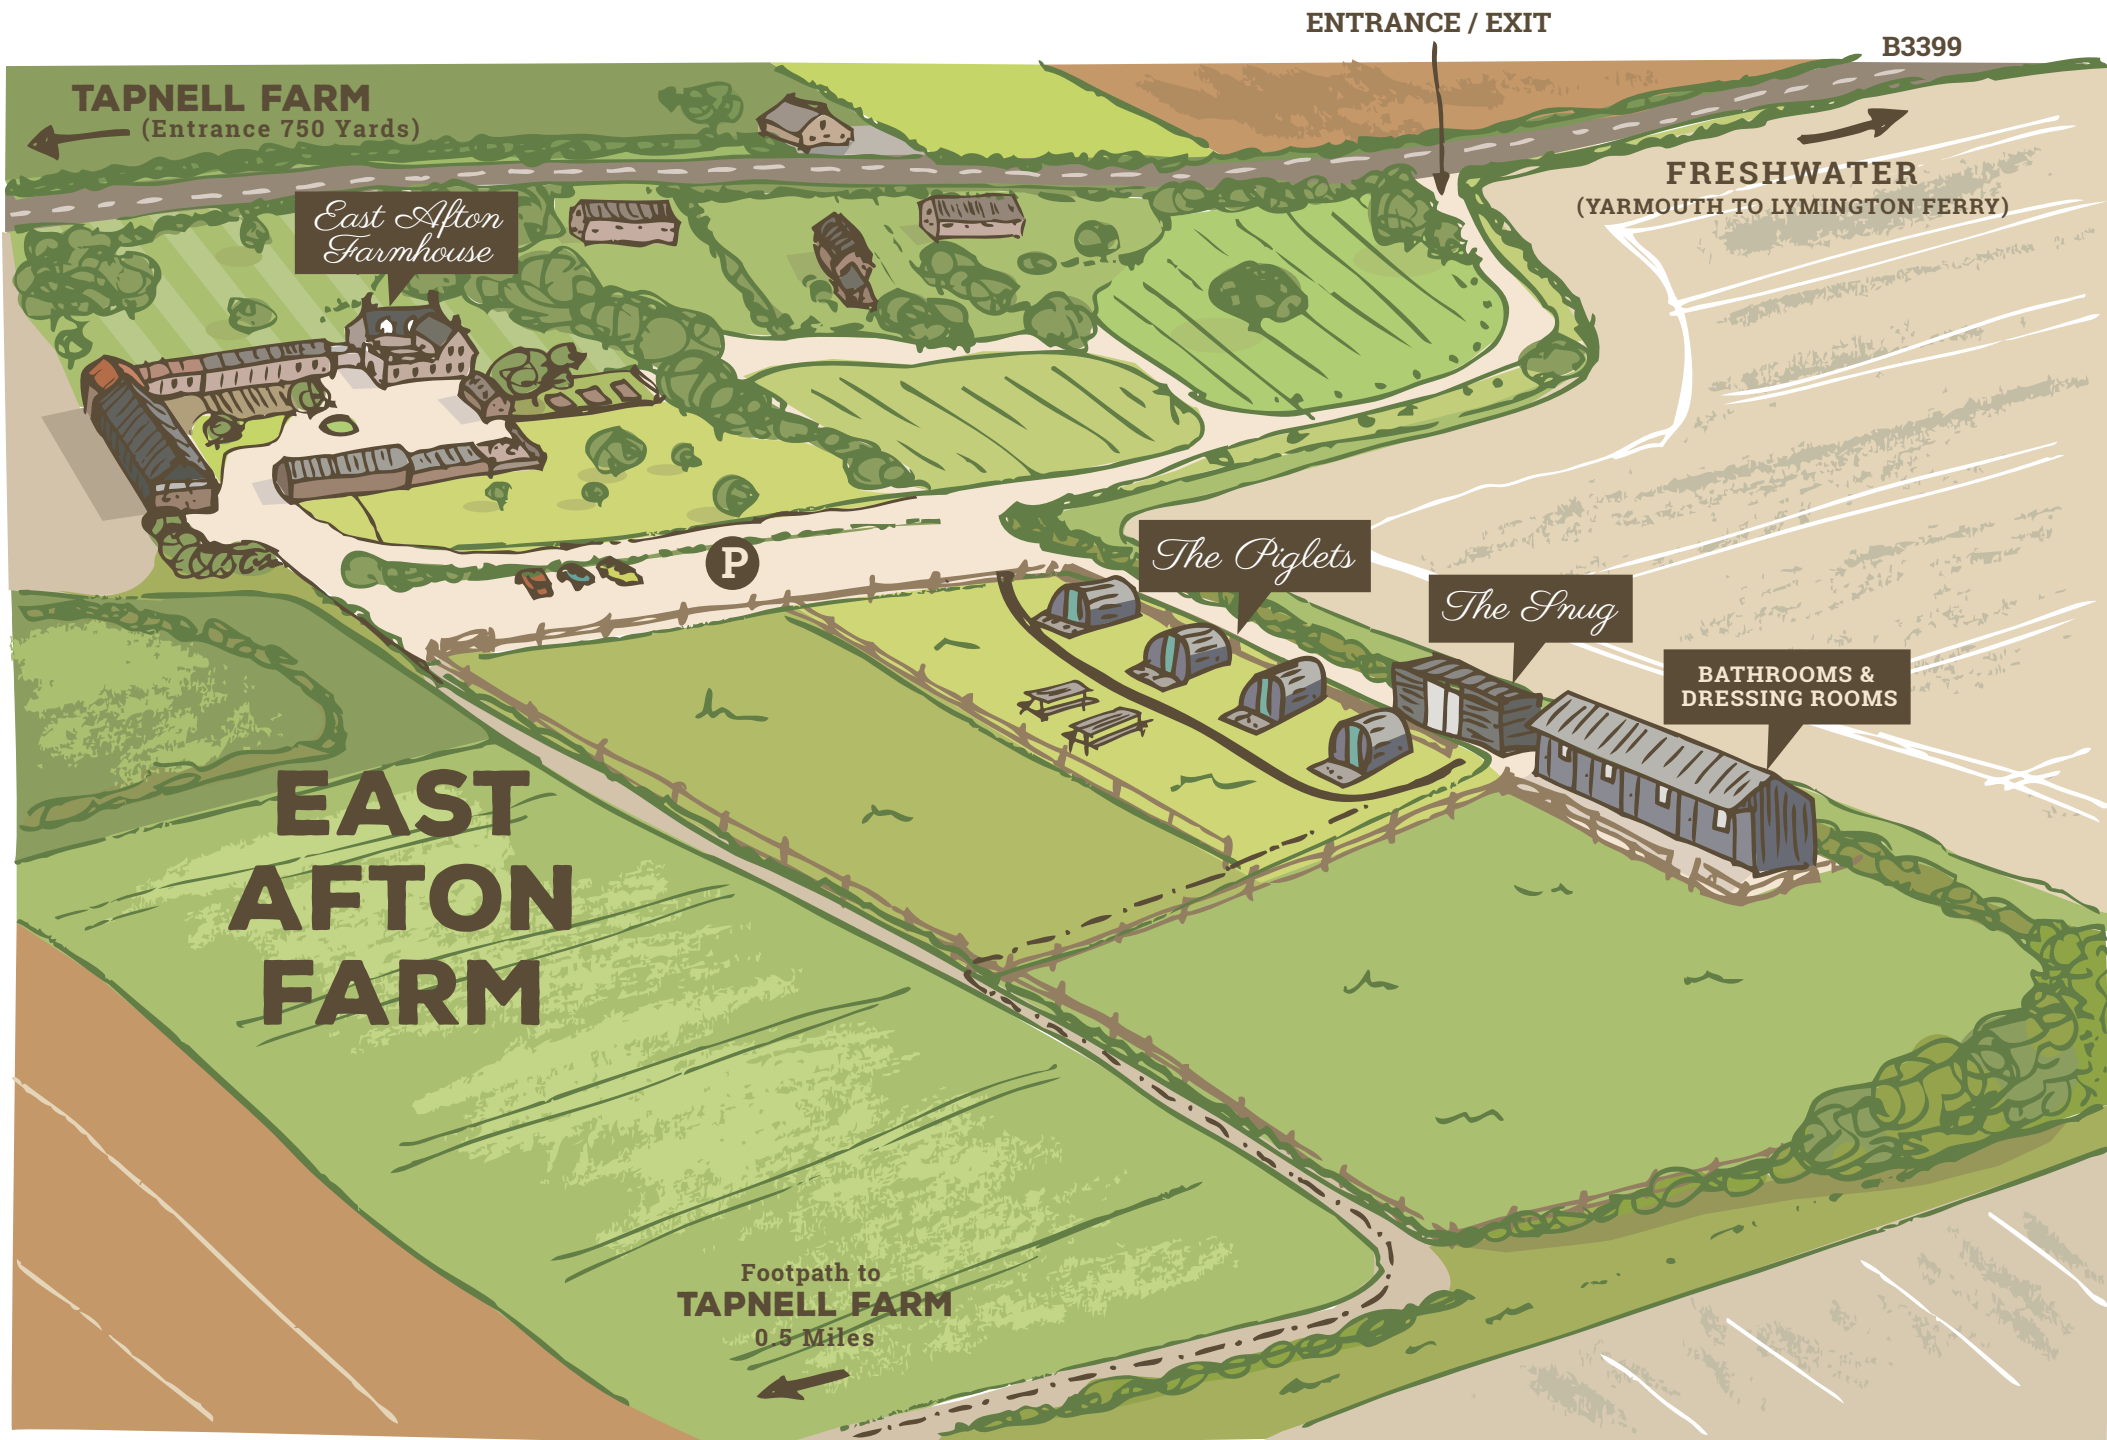 ENTRANCE / EXIT
B3399
TAPNELL FARM
(Entrance 750 Yards)
FRESHWATER
(YARMOUTH TO LYMINGTON FERRY)
East Afton
Farmhouse
P
The Piglets
The Snug
BATHROOMS &
DRESSING ROOMS
EAST
AFTON
FARM
Footpath to
TAPNELL FARM
0.5 Miles